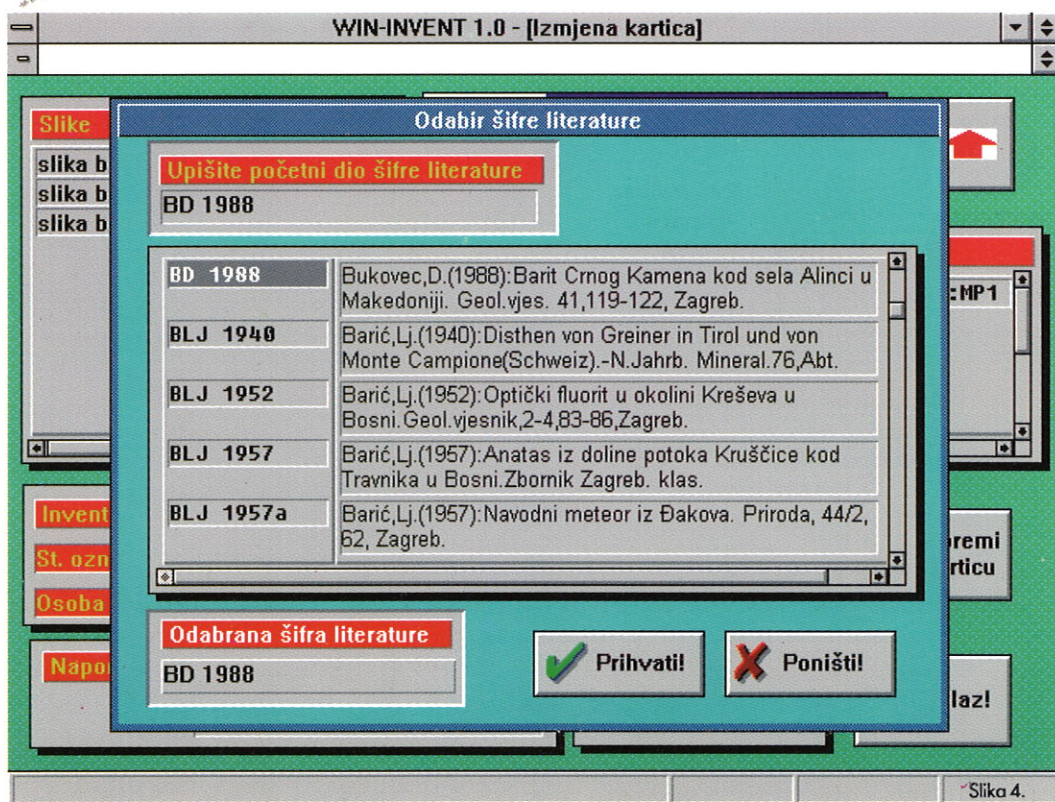 WIN-INVENT 1.0 - [Izmjena kartica]
Odabir šifre literature
Slike
slika b
slika b
slika b
Upišite početni dio šifre literature
BD 1988
BD 1988
Bukovec,D.(1988):Barit Crnog Kamena kod sela Alinci u
Makedoniji. Geol.vjes. 41,119-122, Zagreb.
BLJ 1940
Barić,Lj.(1940):Disthen von Greiner in Tirol und von
Monte Campione(Schweiz).-N.Jahrb. Mineral.76,Abt.
BLJ 1952
Barić,Lj.(1952):Optički fluorit u okolini Kreševa u
Bosni.Geol.vjesnik,2-4,83-86,Zagreb.
BLJ 1957
Barić,Lj.(1957):Anatas iz doline potoka Kruščice kod
Travnika u Bosni.Zbornik Zagreb. klas.
BLJ 1957a
Barić,Lj.(1957):Navodni meteor iz Đakova. Priroda, 44/2,
62, Zagreb.
:MP1
Invent
St. ozn
Osoba
Napo
Odabrana šifra literature
BD 1988
Prihvati!
Poništi!
remi
rticu
laz!
Slika 4.